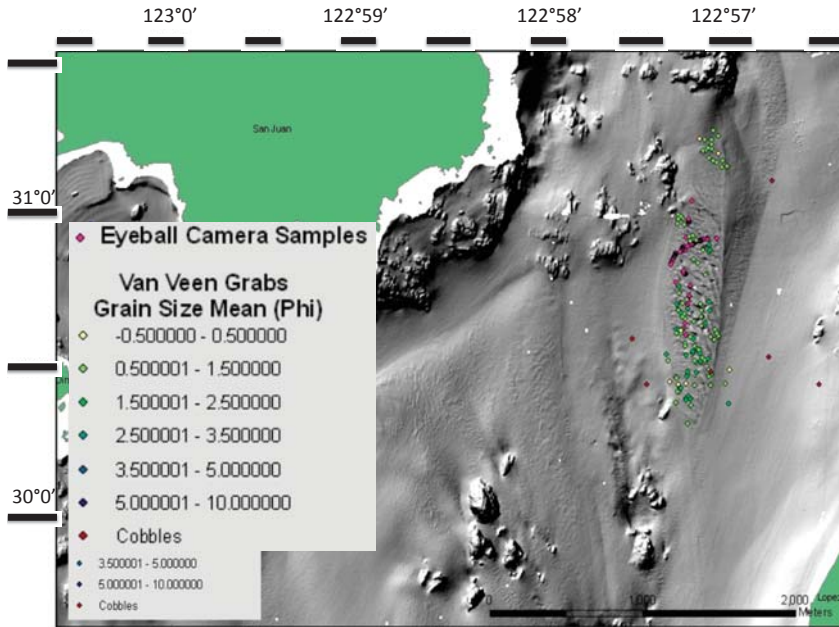 123°0′ 122°59′ 122°58′ 122°57′
San Juan
31°0′
Eyeball Camera Samples
Van Veen Grabs
Grain Size Mean (Phi)
-0.500000 - 0.500000
0.500001 - 1.500000
1.500001 - 2.500000
2.500001 - 3.500000
3.500001 - 5.000000
5.000001 - 10.000000
Cobbles
30°0′
3.500001 - 5.000000
5.000001 - 10.000000
Cobbles
0 1,000 2,000
Meters
Lopez